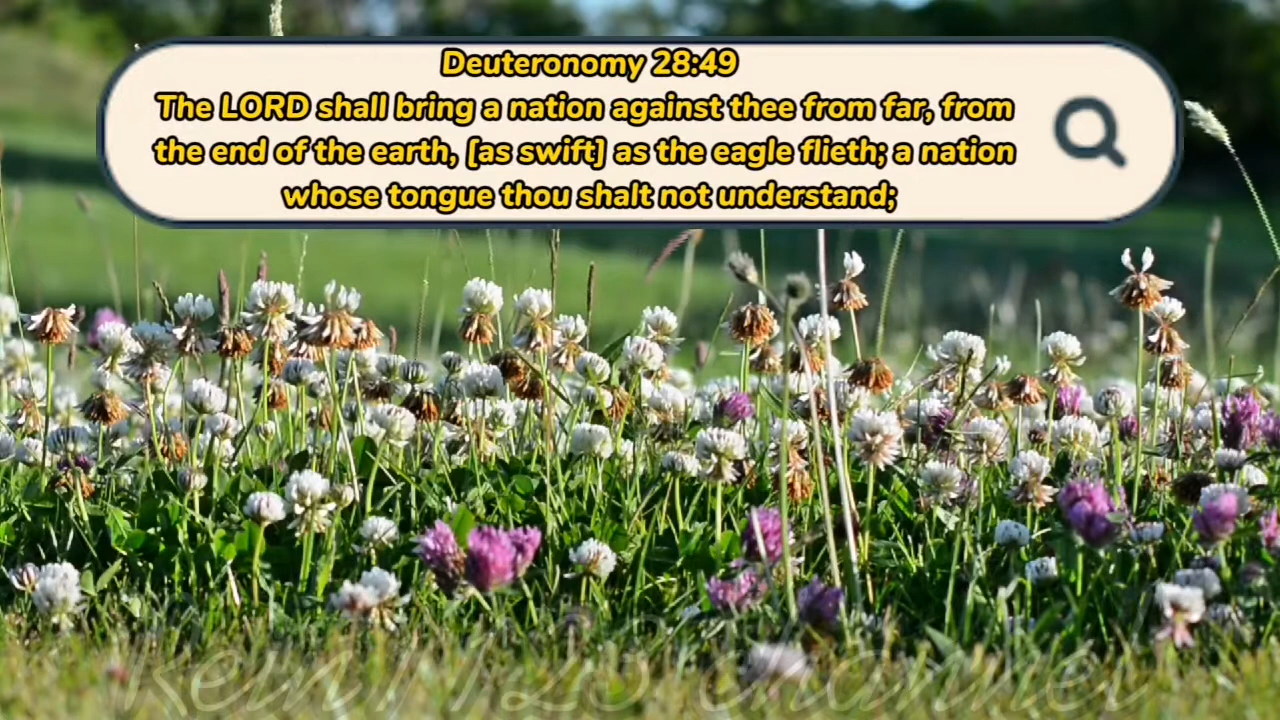 Deuteronomy 28:49
The LORD shall bring a nation against thee from far, from
the end of the earth, [as swift] as the eagle flieth; a nation
whose tongue thou shalt not understand;
channel